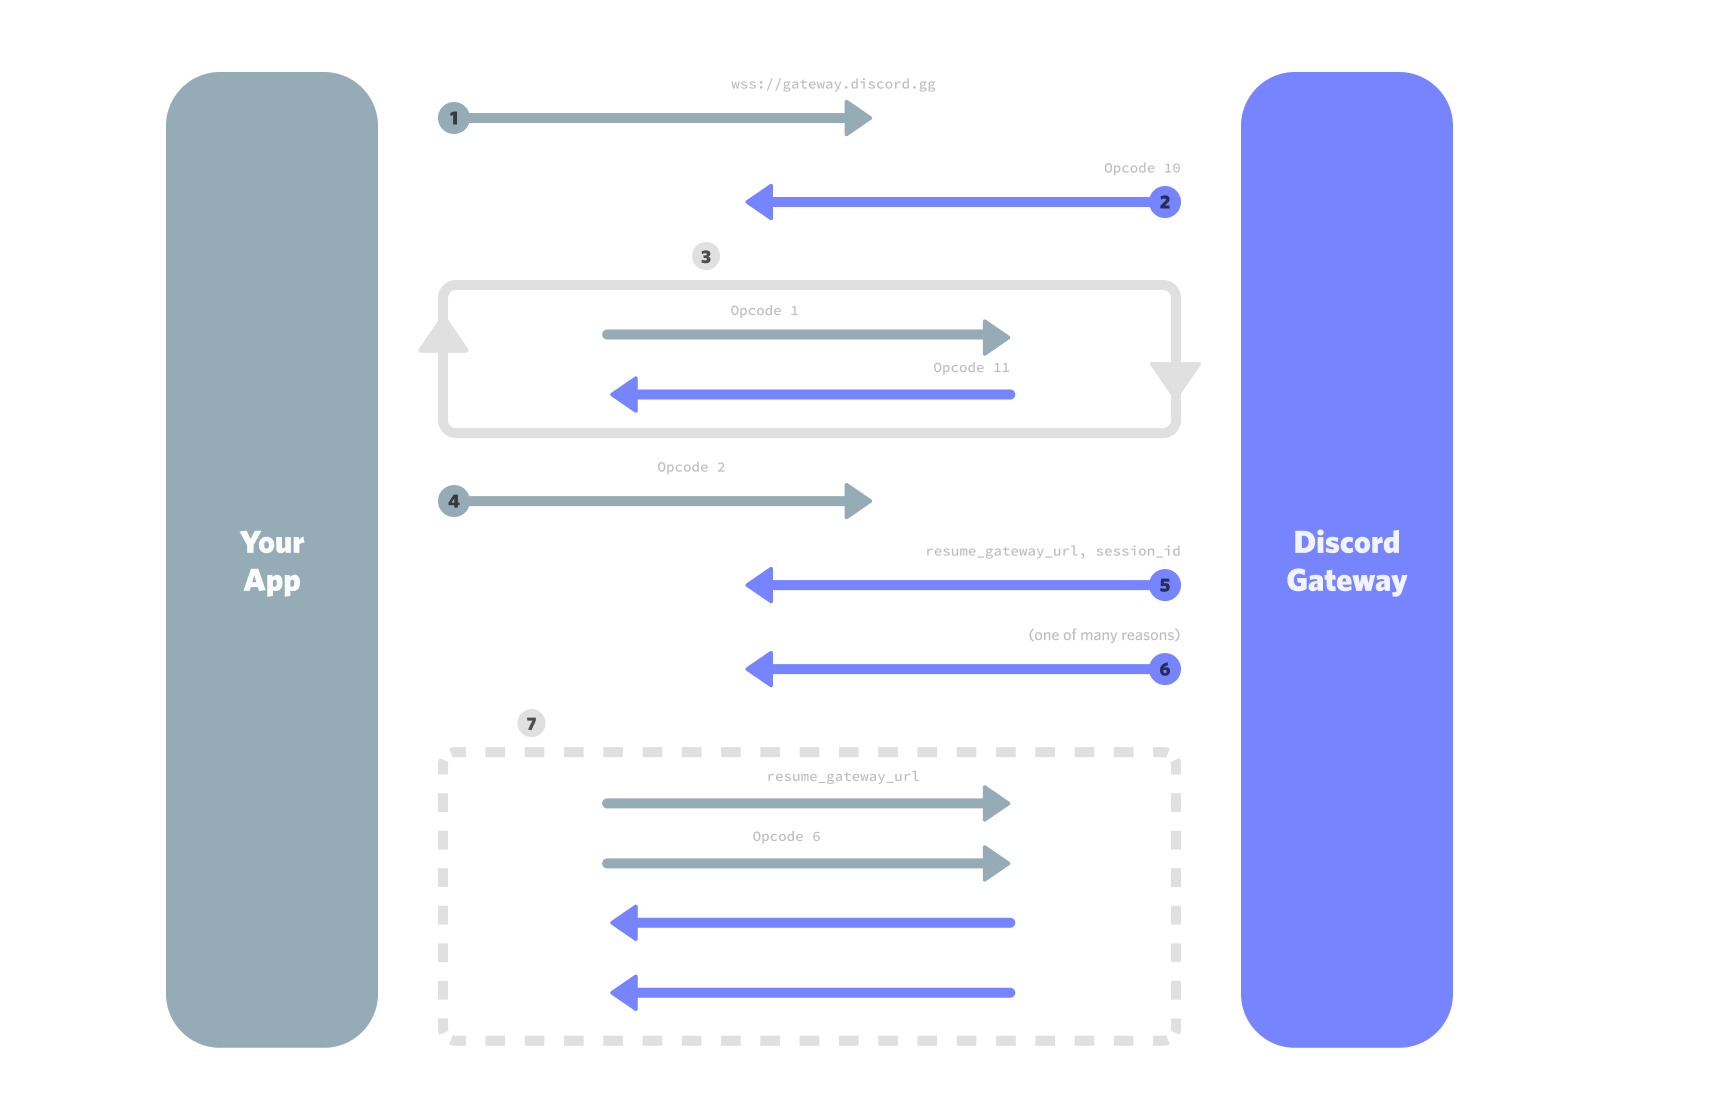 wss://gateway.discord.gg
1
Opcode 10
2
3
Opcode 1
Opcode 11
Opcode 2
4
Your
App
Discord
Gateway
resume_gateway_url, session_id
5
(one of many reasons)
6
7
resume_gateway_url
Opcode 6